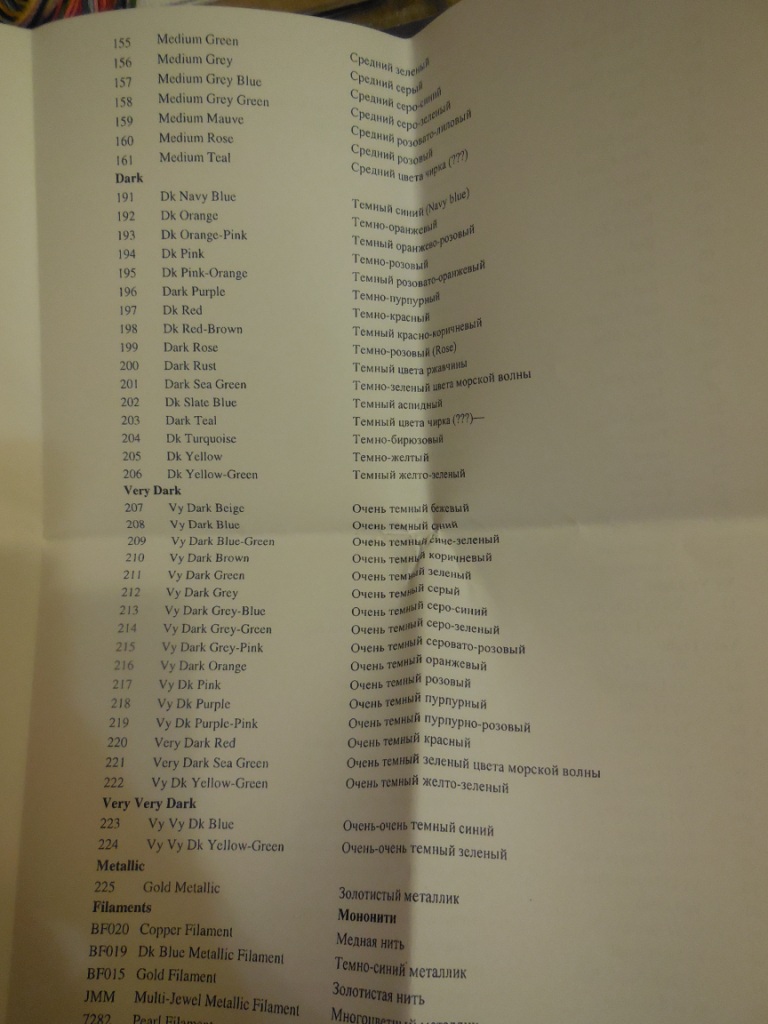 155 Medium Green Средний зеленый
156 Medium Grey Средний серый
157 Medium Grey Blue Средний серо-синий
158 Medium Grey Green Средний серо-зеленый
159 Medium Mauve Средний розовато-лиловый
160 Medium Rose Средний розовый
161 Medium Teal Средний цвета чирка (???)
Dark
191 Dk Navy Blue Темный синий (Navy blue)
192 Dk Orange Темно-оранжевый
193 Dk Orange-Pink Темный оранжево-розовый
194 Dk Pink Темно-розовый
195 Dk Pink-Orange Темный розовато-оранжевый
196 Dark Purple Темно-пурпурный
197 Dk Red Темно-красный
198 Dk Red-Brown Темный красно-коричневый
199 Dark Rose Темно-розовый (Rose)
200 Dark Rust Темный цвета ржавчины
201 Dark Sea Green Темно-зеленый цвета морской волны
202 Dk Slate Blue Темный аспидный
203 Dark Teal Темный цвета чирка (???)—
204 Dk Turquoise Темно-бирюзовый
205 Dk Yellow Темно-желтый
206 Dk Yellow-Green Темный желто-зеленый
Very Dark
207 Vy Dark Beige Очень темный бежевый
208 Vy Dark Blue Очень темный синий
209 Vy Dark Blue-Green Очень темный сине-зеленый
210 Vy Dark Brown Очень темный коричневый
211 Vy Dark Green Очень темный зеленый
212 Vy Dark Grey Очень темный серый
213 Vy Dark Grey-Blue Очень темный серо-синий
214 Vy Dark Grey-Green Очень темный серо-зеленый
215 Vy Dark Grey-Pink Очень темный серовато-розовый
216 Vy Dark Orange Очень темный оранжевый
217 Vy Dk Pink Очень темный розовый
218 Vy Dk Purple Очень темный пурпурный
219 Vy Dk Purple-Pink Очень темный пурпурно-розовый
220 Very Dark Red Очень темный красный
221 Very Dark Sea Green Очень темный зеленый цвета морской волны
222 Vy Dk Yellow-Green Очень темный желто-зеленый
Very Very Dark
223 Vy Vy Dk Blue Очень-очень темный синий
224 Vy Vy Dk Yellow-Green Очень-очень темный зеленый
Metallic
225 Gold Metallic Золотистый металлик
Filaments Мононити
BF020 Copper Filament Медная нить
BF019 Dk Blue Metallic Filament Темно-синий металлик
BF015 Gold Filament Золотистая нить
JMM Multi-Jewel Metallic Filament Многоцветный металлик
7282 Pearl Filament